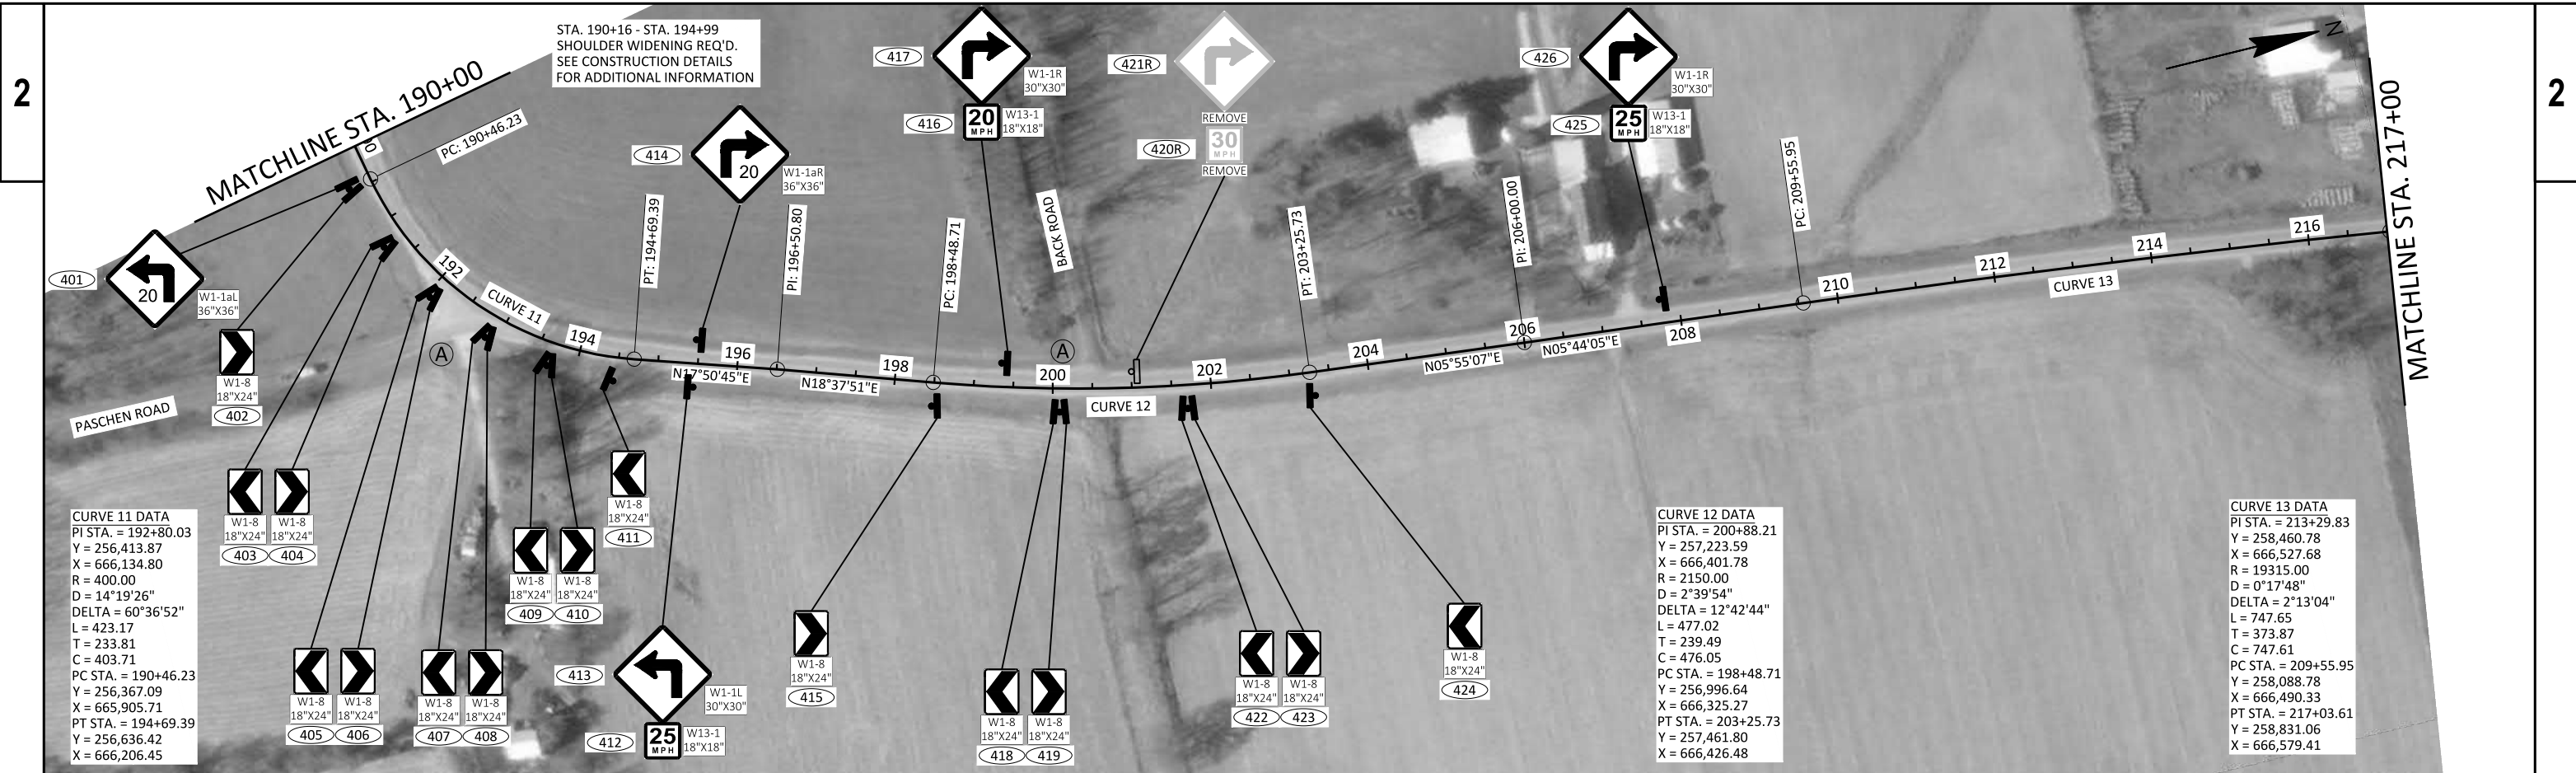 2
STA. 190+16 - STA. 194+99
SHOULDER WIDENING REQ'D.
SEE CONSTRUCTION DETAILS
FOR ADDITIONAL INFORMATION
MATCHLINE STA. 190+00
PC: 190+46.23
401
20
W1-1aL
36"X36"
W1-8
18"X24"
402
PASCHEN ROAD
W1-8
18"X24"
403
W1-8
18"X24"
404
W1-8
18"X24"
405
W1-8
18"X24"
406
W1-8
18"X24"
407
W1-8
18"X24"
408
W1-8
18"X24"
409
W1-8
18"X24"
410
W1-8
18"X24"
411
A
192
CURVE 11
194
PT: 194+69.39
414
20
W1-1aR
36"X36"
N17°50'45"E
196
PI: 196+50.80
N18°37'51"E
198
PC: 198+48.71
413
W1-1L
30"X30"
412
25
MPH
W13-1
18"X18"
W1-8
18"X24"
415
417
W1-1R
30"X30"
416
20
MPH
W13-1
18"X18"
BACK ROAD
A
200
CURVE 12
202
W1-8
18"X24"
418
W1-8
18"X24"
419
421R
REMOVE
420R
30
MPH
REMOVE
W1-8
18"X24"
422
W1-8
18"X24"
423
PT: 203+25.73
204
W1-8
18"X24"
424
N05°55'07"E
PI: 206+00.00
206
N05°44'05"E
426
W1-1R
30"X30"
425
25
MPH
W13-1
18"X18"
208
PC: 209+55.95
210
212
CURVE 13
214
216
N
MATCHLINE STA. 217+00
2
CURVE 11 DATA
PI STA. = 192+80.03
Y = 256,413.87
X = 666,134.80
R = 400.00
D = 14°19'26"
DELTA = 60°36'52"
L = 423.17
T = 233.81
C = 403.71
PC STA. = 190+46.23
Y = 256,367.09
X = 665,905.71
PT STA. = 194+69.39
Y = 256,636.42
X = 666,206.45
CURVE 12 DATA
PI STA. = 200+88.21
Y = 257,223.59
X = 666,401.78
R = 2150.00
D = 2°39'54"
DELTA = 12°42'44"
L = 477.02
T = 239.49
C = 476.05
PC STA. = 198+48.71
Y = 256,996.64
X = 666,325.27
PT STA. = 203+25.73
Y = 257,461.80
X = 666,426.48
CURVE 13 DATA
PI STA. = 213+29.83
Y = 258,460.78
X = 666,527.68
R = 19315.00
D = 0°17'48"
DELTA = 2°13'04"
L = 747.65
T = 373.87
C = 747.61
PC STA. = 209+55.95
Y = 258,088.78
X = 666,490.33
PT STA. = 217+03.61
Y = 258,831.06
X = 666,579.41